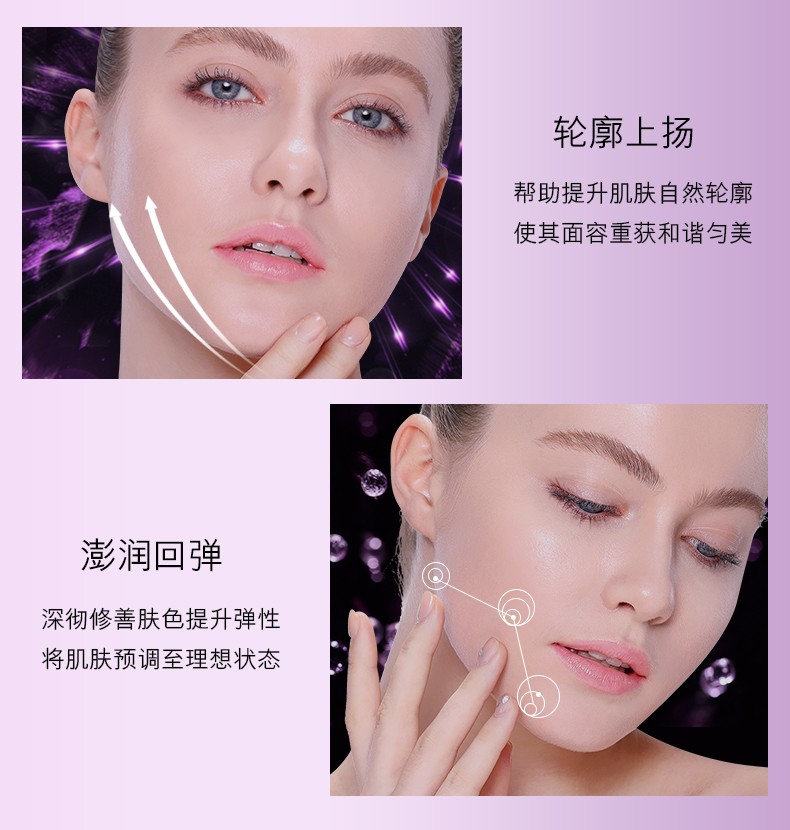 轮廓上扬
帮助提升肌肤自然轮廓
使其面容重获和谐匀美
澎润回弹
深彻修善肤色提升弹性
将肌肤预调至理想状态